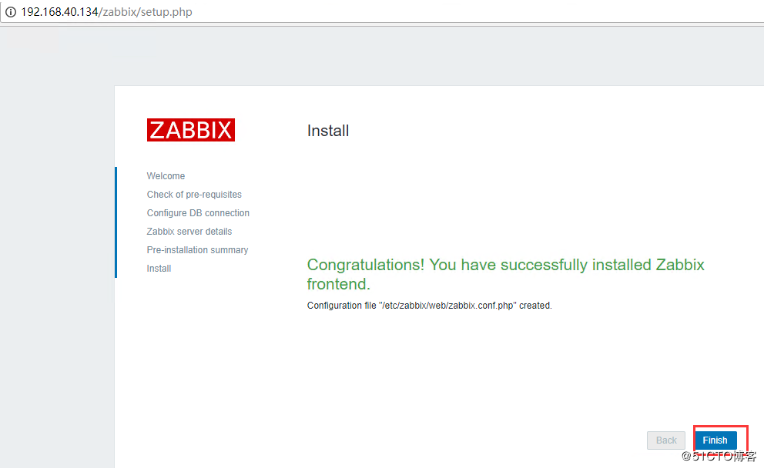 192.168.40.134/zabbix/setup.php
ZABBIX
Install
Welcome
Check of pre-requisites
Configure DB connection
Zabbix server details
Pre-installation summary
Install
Congratulations! You have successfully installed Zabbix
frontend.
Configuration file "/etc/zabbix/web/zabbix.conf.php" created.
Back
Finish
@51CTO博客